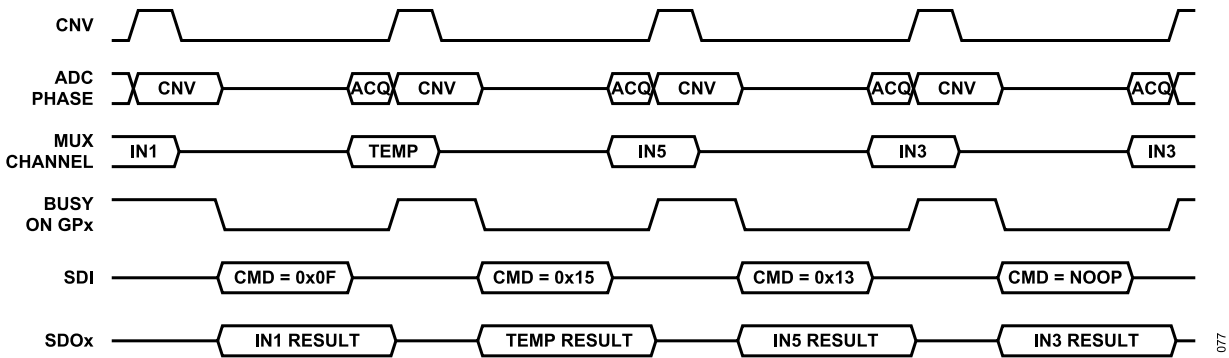 CNV
ADC
PHASE
CNV ACQ CNV ACQ CNV ACQ CNV ACQ
MUX
CHANNEL
IN1 TEMP IN5 IN3 IN3
BUSY
ON GPx
SDI
CMD = 0x0F CMD = 0x15 CMD = 0x13 CMD = NOOP
SDOx
IN1 RESULT TEMP RESULT IN5 RESULT IN3 RESULT
077